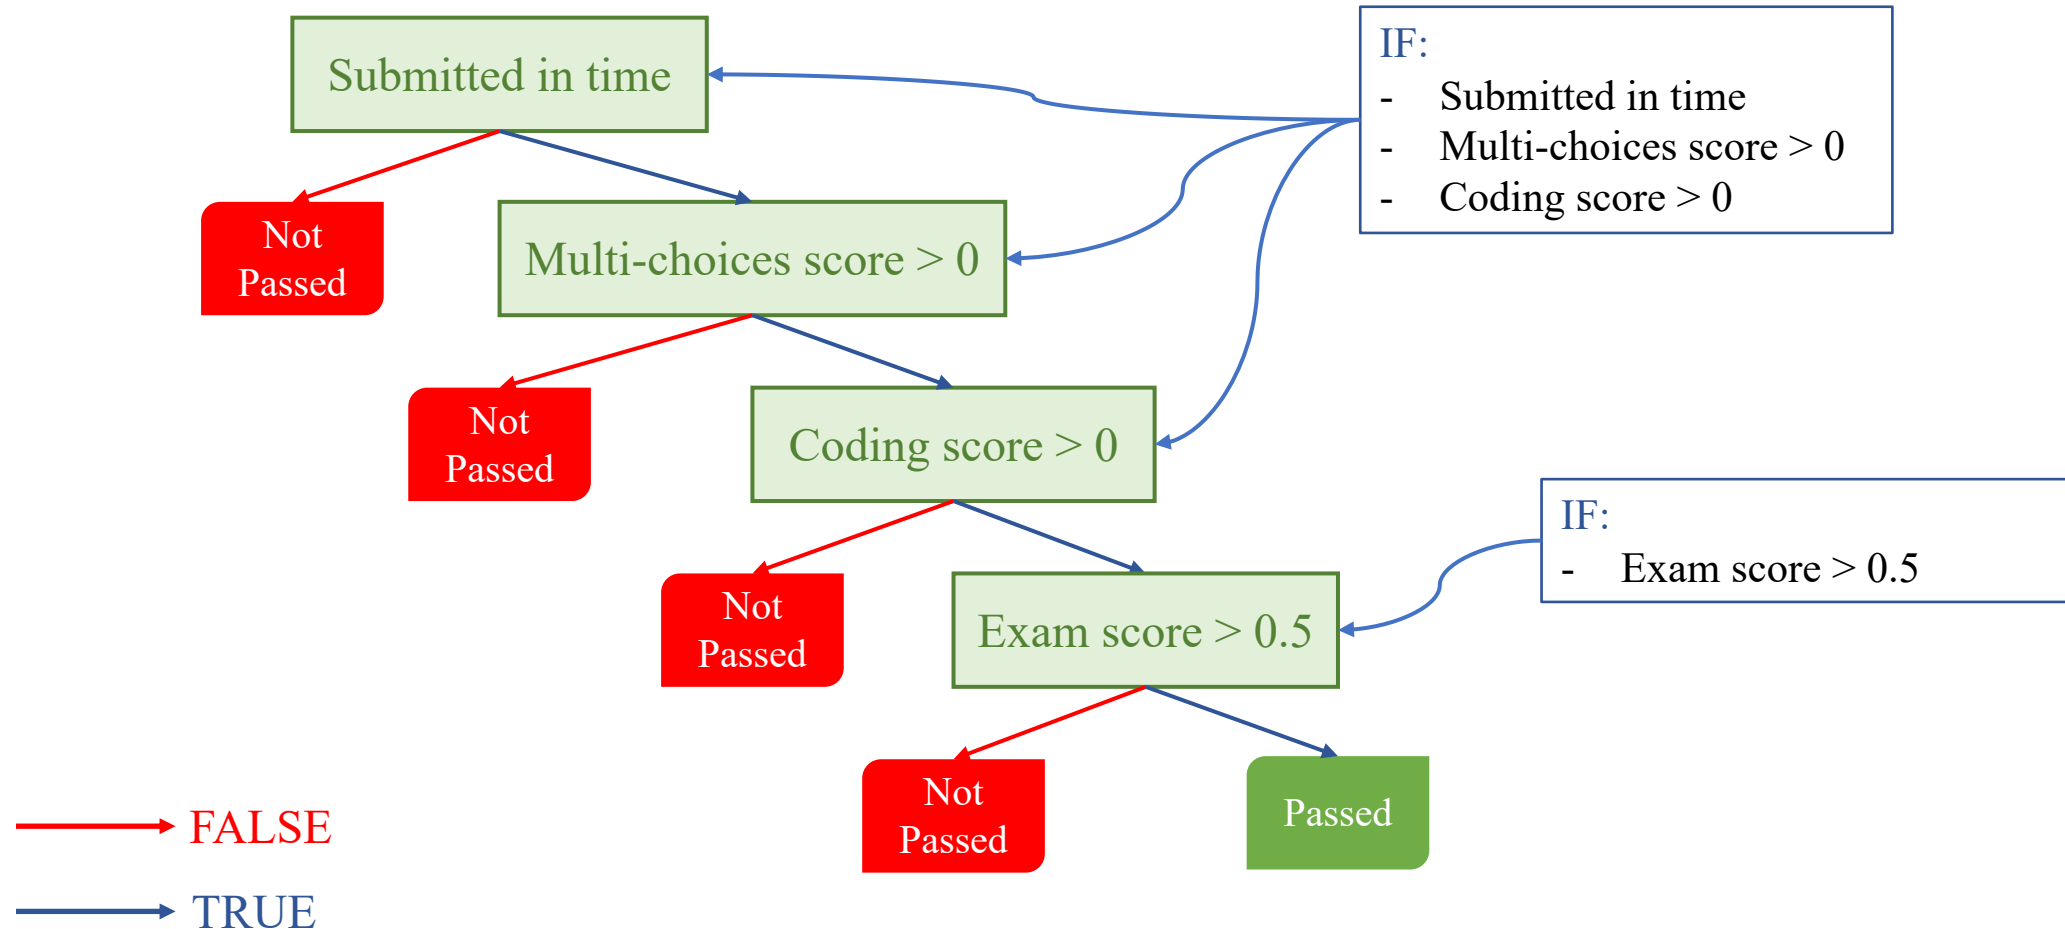 Submitted in time
IF:
- Submitted in time
- Multi-choices score > 0
- Coding score > 0
Not
Passed
Multi-choices score > 0
Not
Passed
Coding score > 0
IF:
- Exam score > 0.5
Not
Passed
Exam score > 0.5
Not
Passed
Passed
FALSE
TRUE